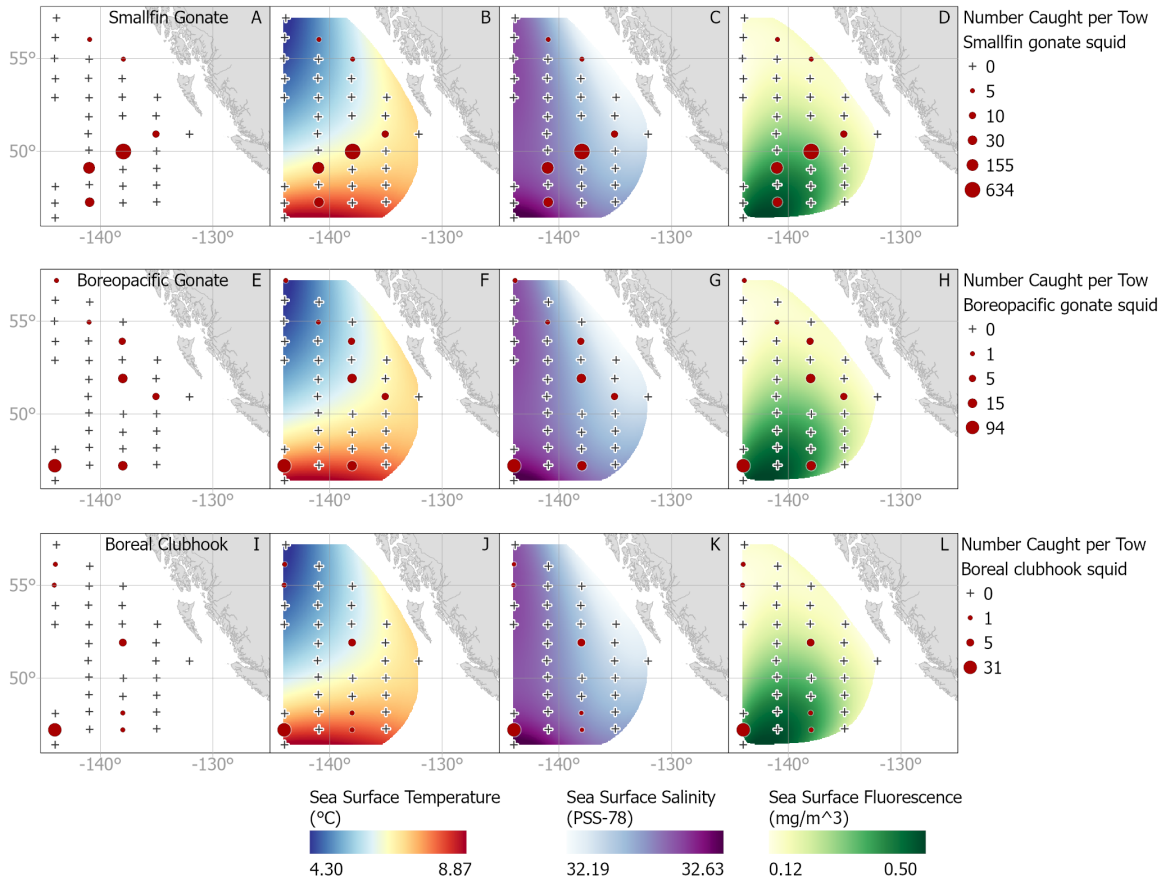 Smallfin Gonate A
B
C
D
Number Caught per Tow
Smallfin gonate squid
0
5
10
30
155
634
55°
50°
-140° -130° -140° -130° -140° -130° -140° -130°
Boreopacific Gonate E
F
G
H
Number Caught per Tow
Boreopacific gonate squid
0
1
5
15
94
55°
50°
-140° -130° -140° -130° -140° -130° -140° -130°
Boreal Clubhook I
J
K
L
Number Caught per Tow
Boreal clubhook squid
0
1
5
31
55°
50°
-140° -130° -140° -130° -140° -130° -140° -130°
Sea Surface Temperature
(°C)
4.30 8.87
Sea Surface Salinity
(PSS-78)
32.19 32.63
Sea Surface Fluorescence
(mg/m^3)
0.12 0.50